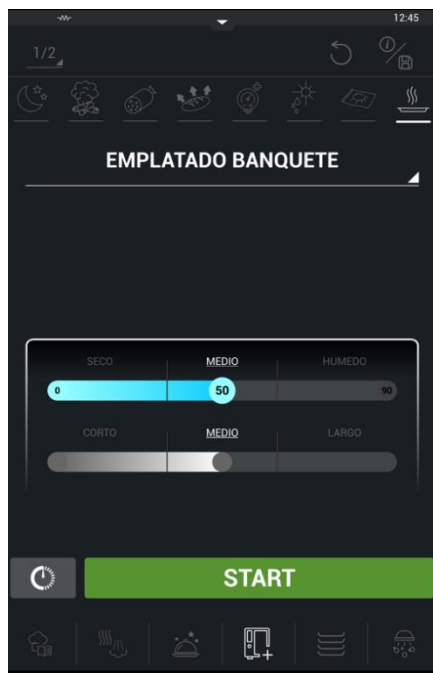 12:45
1/2
EMPLATADO BANQUETE
SECO MEDIO HUMEDO
0 50 90
CORTO MEDIO LARGO
START